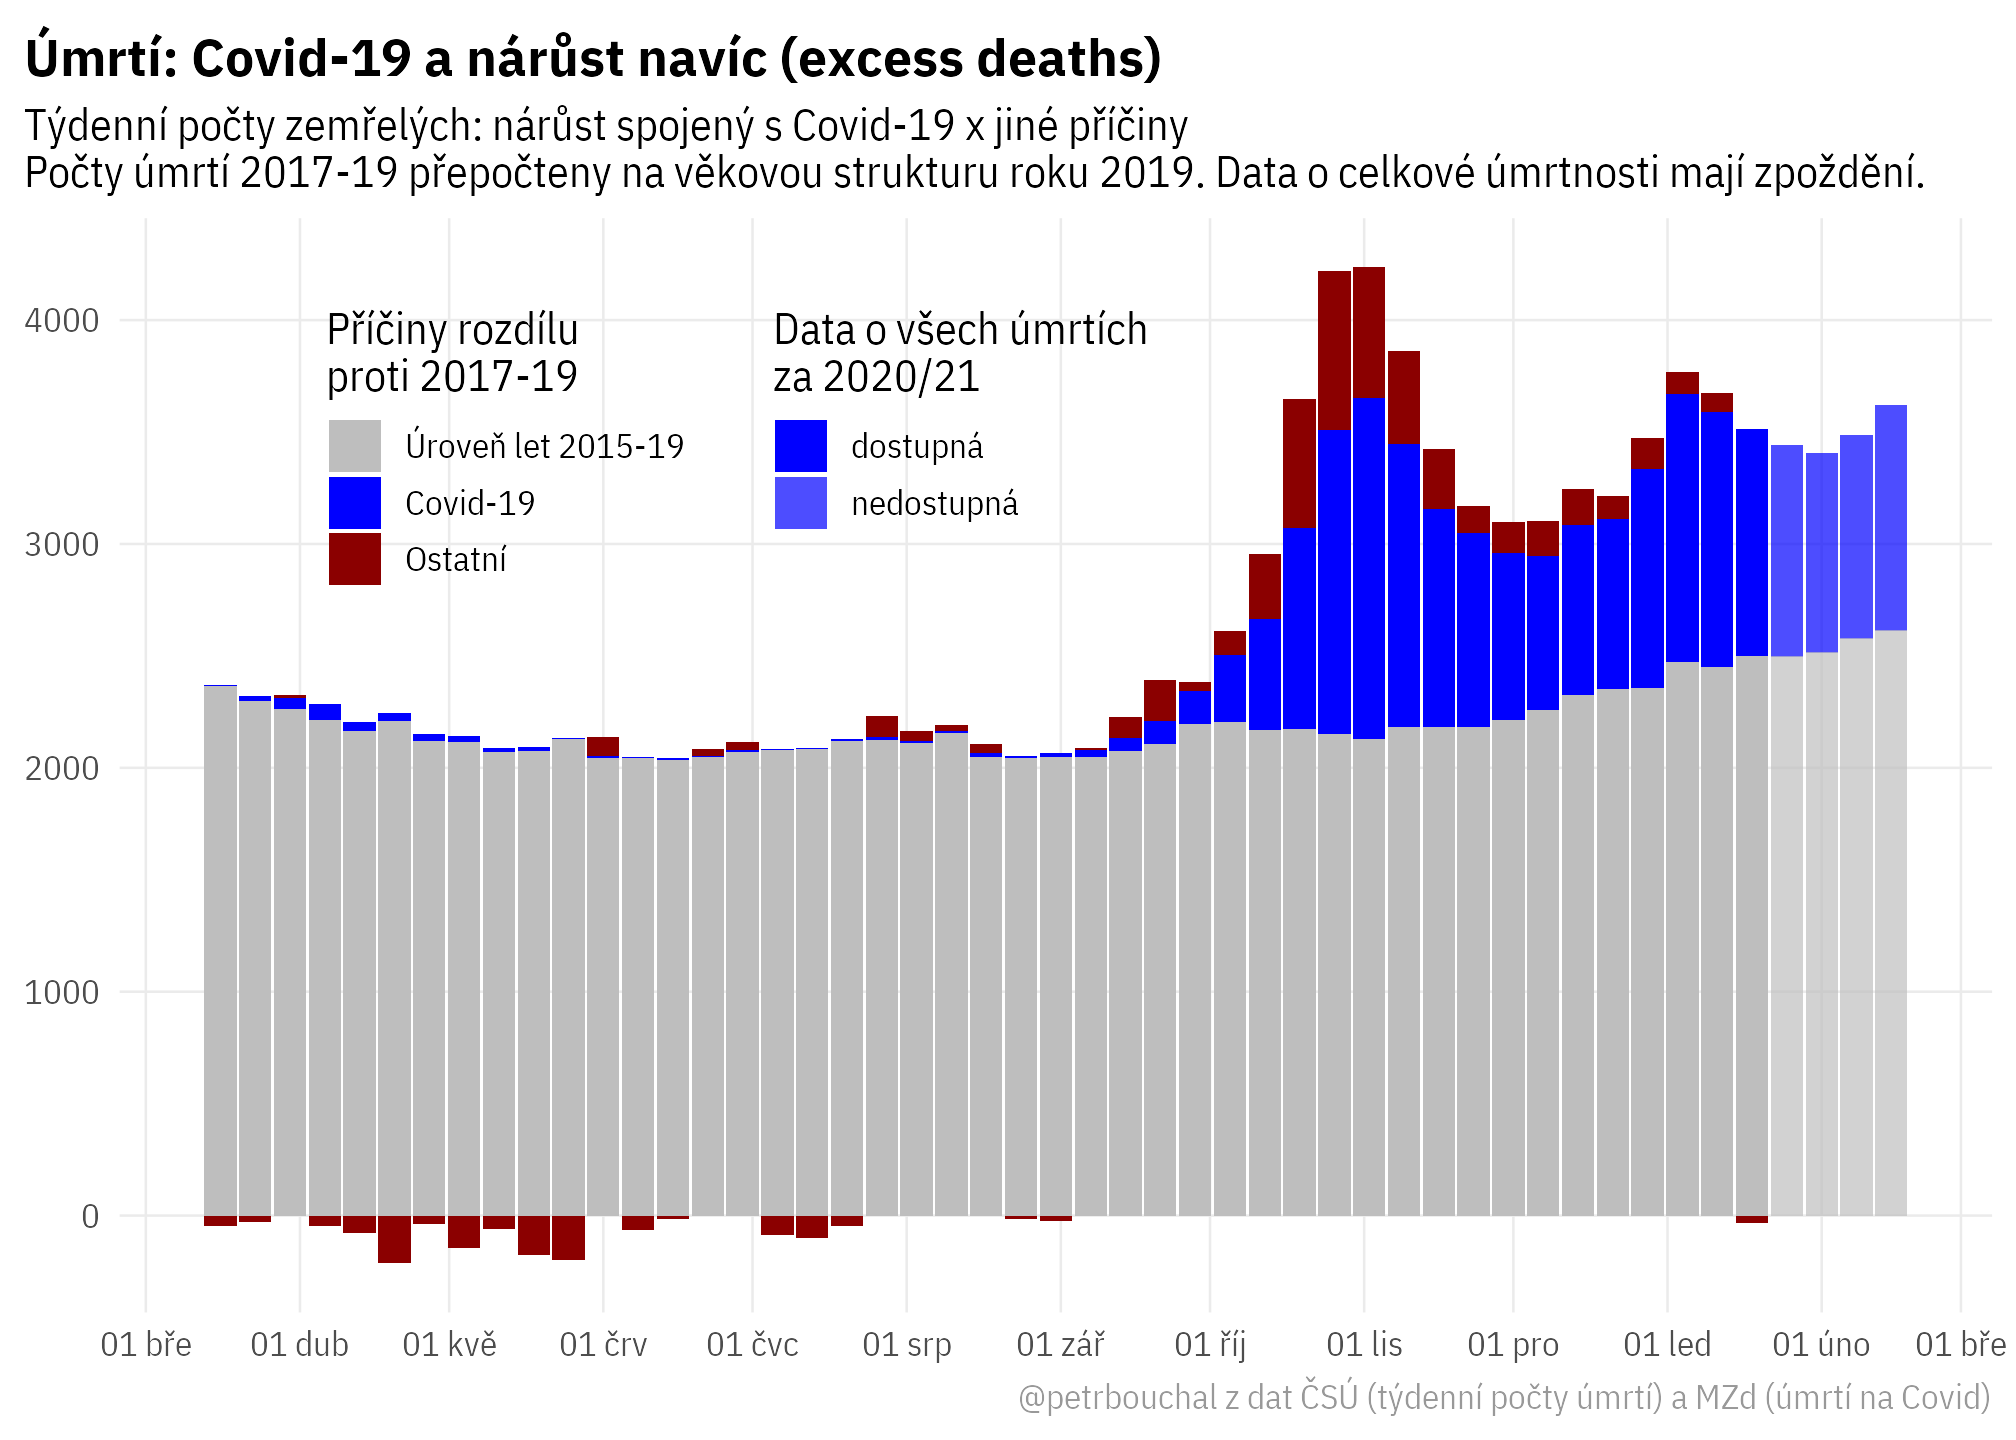 Úmrtí: Covid-19 a nárůst navíc (excess deaths)
Týdenní počty zemřelých: nárůst spojený s Covid-19 x jiné příčiny
Počty úmrtí 2017-19 přepočteny na věkovou strukturu roku 2019. Data o celkové úmrtnosti mají zpoždění.
4000
3000
2000
1000
0
Příčiny rozdílu
proti 2017-19
Úroveň let 2015-19
Covid-19
Ostatní
Data o všech úmrtích
za 2020/21
dostupná
nedostupná
01 bře 01 dub 01 kvě 01 črv 01 čvc 01 srp 01 zář 01 říj 01 lis 01 pro 01 led 01 úno 01 bře
@petrbouchal z dat ČSÚ (týdenní počty úmrtí) a MZd (úmrtí na Covid)